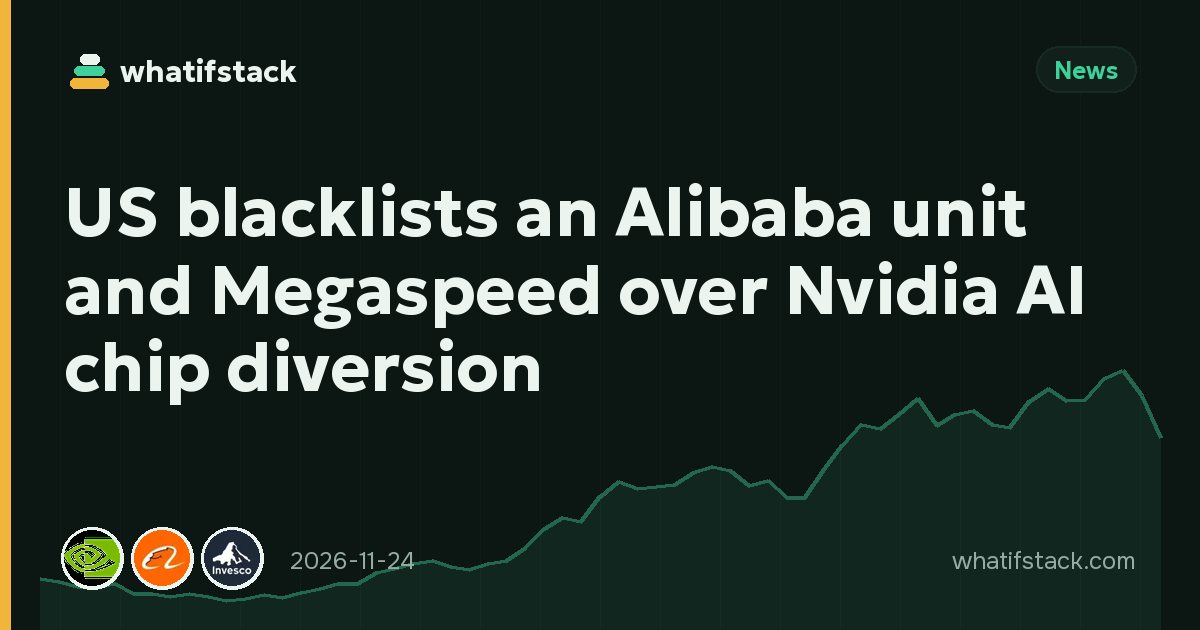 whatifstack
News
US blacklists an Alibaba unit
and Megaspeed over Nvidia AI
chip diversion
Invesco
2026-11-24
whatifstack.com